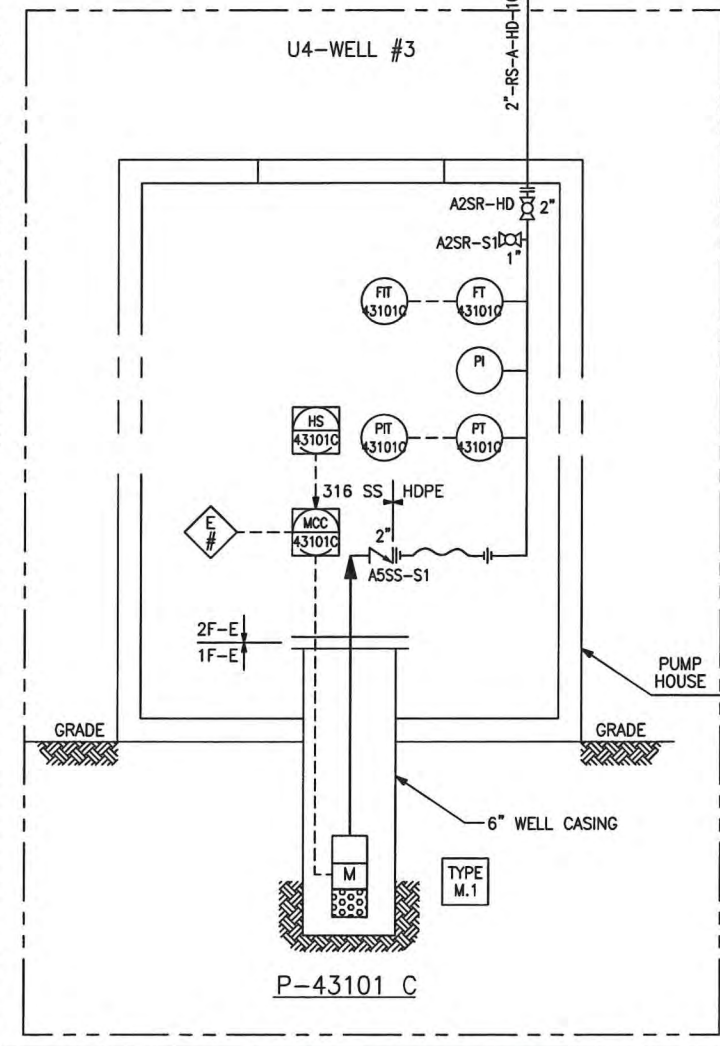 U4-WELL #3
2"-RS-A-HD-
A2SR-HD
2"
A2SR-S1
1"
FIT
43101C
FT
43101C
PI
HS
43101C
PIT
43101C
PT
43101C
316 SS
HDPE
E
#
MCC
43101C
2"
A5SS-S1
2F-E
1F-E
PUMP
HOUSE
GRADE
GRADE
6" WELL CASING
M
TYPE
M.1
P-43101 C